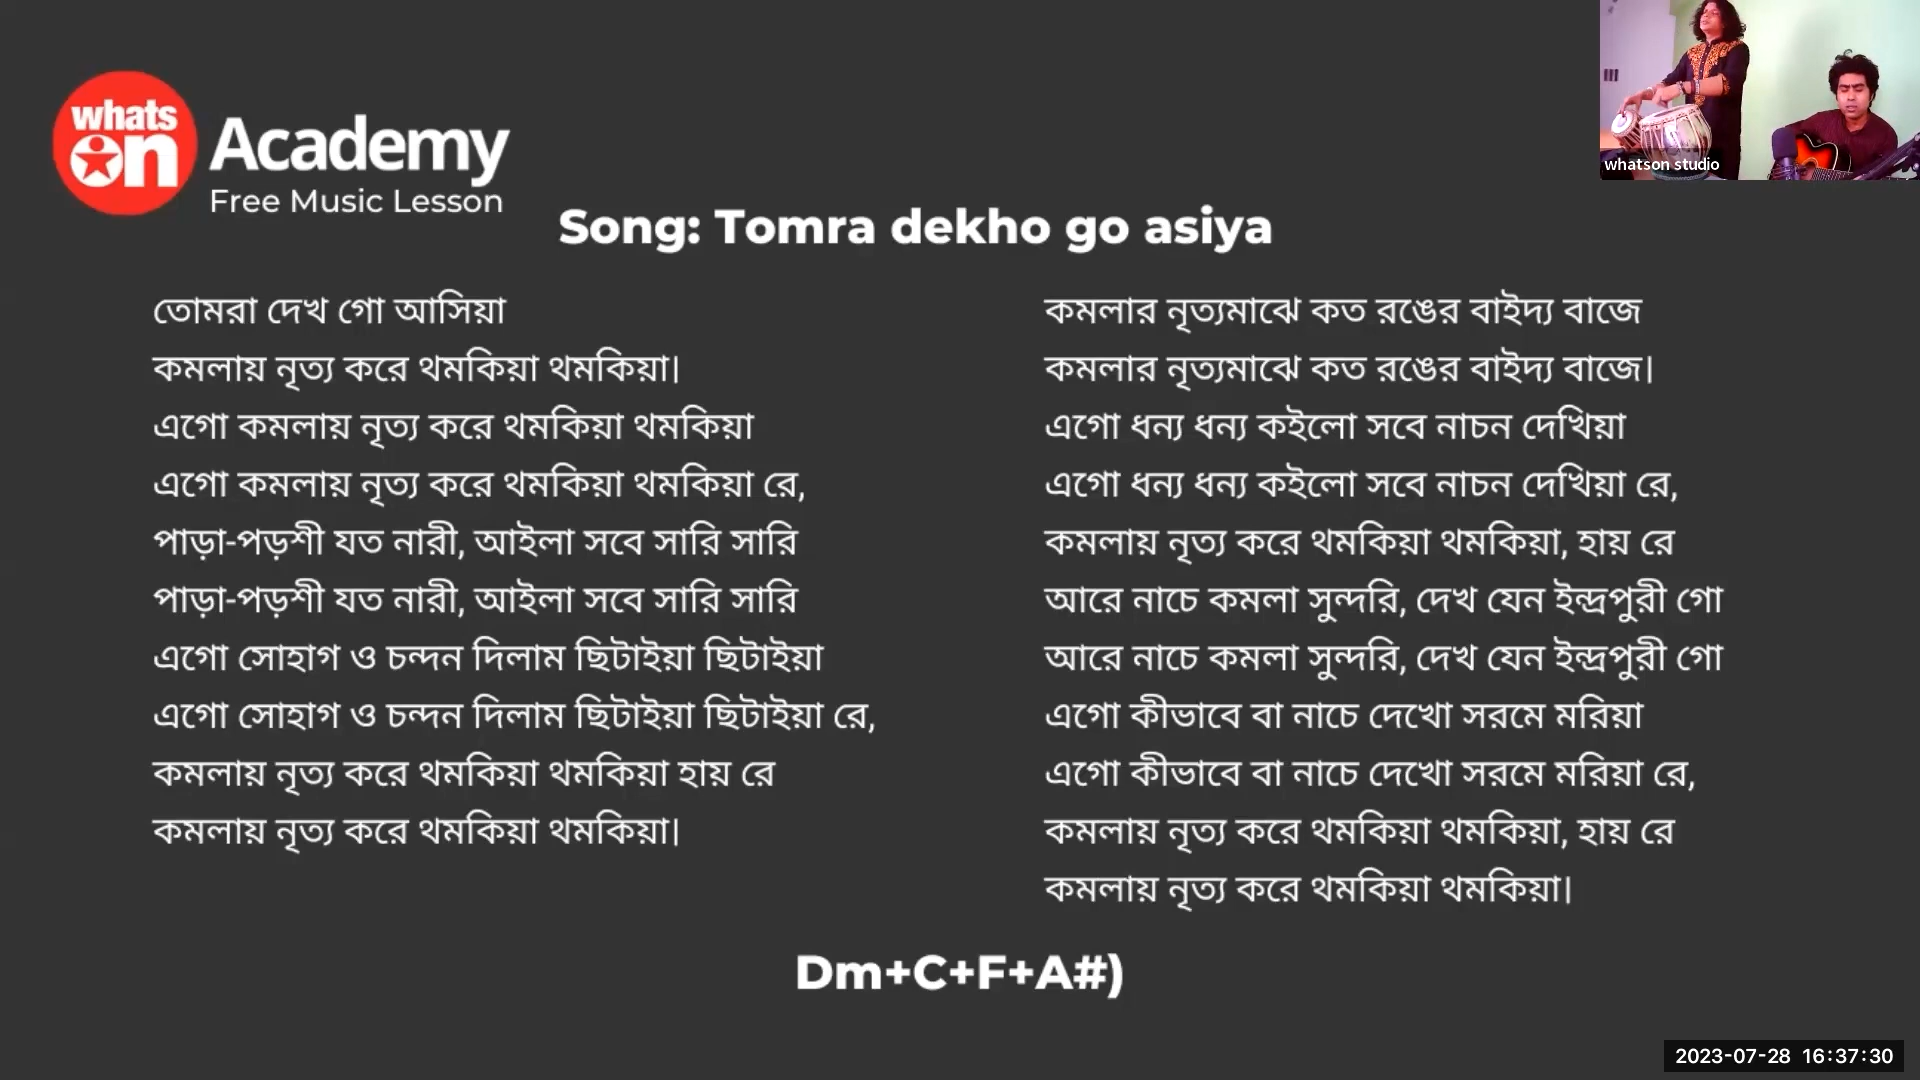 whats
on
Academy
Free Music Lesson
whatson studio
Song: Tomra dekho go asiya
তোমরা দেখ গো আসিয়া
কমলায় নৃত্য করে থমকিয়া থমকিয়া।
এগো কমলায় নৃত্য করে থমকিয়া থমকিয়া
এগো কমলায় নৃত্য করে থমকিয়া থমকিয়া রে,
পাড়া-পড়শী যত নারী, আইলা সবে সারি সারি
পাড়া-পড়শী যত নারী, আইলা সবে সারি সারি
এগো সোহাগ ও চন্দন দিলাম ছিটাইয়া ছিটাইয়া
এগো সোহাগ ও চন্দন দিলাম ছিটাইয়া ছিটাইয়া রে,
কমলায় নৃত্য করে থমকিয়া থমকিয়া হায় রে
কমলায় নৃত্য করে থমকিয়া থমকিয়া।
কমলার নৃত্যমাঝে কত রঙের বাইদ্য বাজে
কমলার নৃত্যমাঝে কত রঙের বাইদ্য বাজে।
এগো ধন্য ধন্য কইলো সবে নাচন দেখিয়া
এগো ধন্য ধন্য কইলো সবে নাচন দেখিয়া রে,
কমলায় নৃত্য করে থমকিয়া থমকিয়া, হায় রে
আরে নাচে কমলা সুন্দরি, দেখ যেন ইন্দ্রপুরী গো
আরে নাচে কমলা সুন্দরি, দেখ যেন ইন্দ্রপুরী গো
এগো কীভাবে বা নাচে দেখো সরমে মরিয়া
এগো কীভাবে বা নাচে দেখো সরমে মরিয়া রে,
কমলায় নৃত্য করে থমকিয়া থমকিয়া, হায় রে
কমলায় নৃত্য করে থমকিয়া থমকিয়া।
Dm+C+F+A#)
2023-07-28 16:37:30